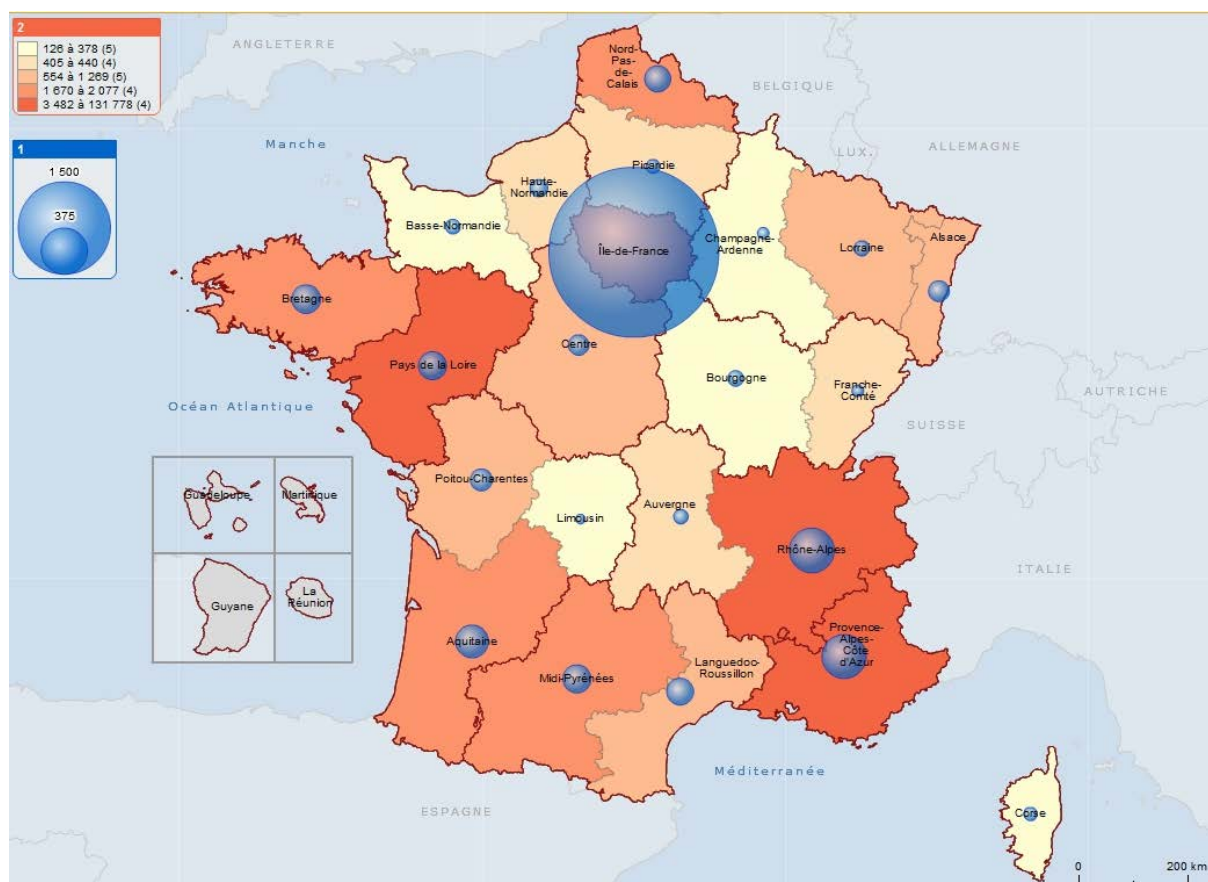 2
126 à 378 (5)
405 à 440 (4)
554 à 1 269 (5)
1 670 à 2 077 (4)
3 482 à 131 778 (4)
1
1 500
375
ANGLETERRE
BELGIQUE
LUX.
ALLEMAGNE
Manche
Nord-
Pas-
de-
Calais
Picardie
Haute-
Normandie
Basse-Normandie
Île-de-France
Champagne-
Ardenne
Lorraine
Alsace
Bretagne
Pays de la Loire
Centre
Bourgogne
Franche-
Comté
AUTRICHE
SUISSE
Océan Atlantique
Poitou-Charentes
Limousin
Auvergne
Rhône-Alpes
ITALIE
Guadeloupe
Martinique
Guyane
La
Réunion
Aquitaine
Midi-Pyrénées
Languedoc-
Roussillon
Provence-
Alpes-
Côte
d'Azur
Méditerranée
ESPAGNE
Corse
0
200 km